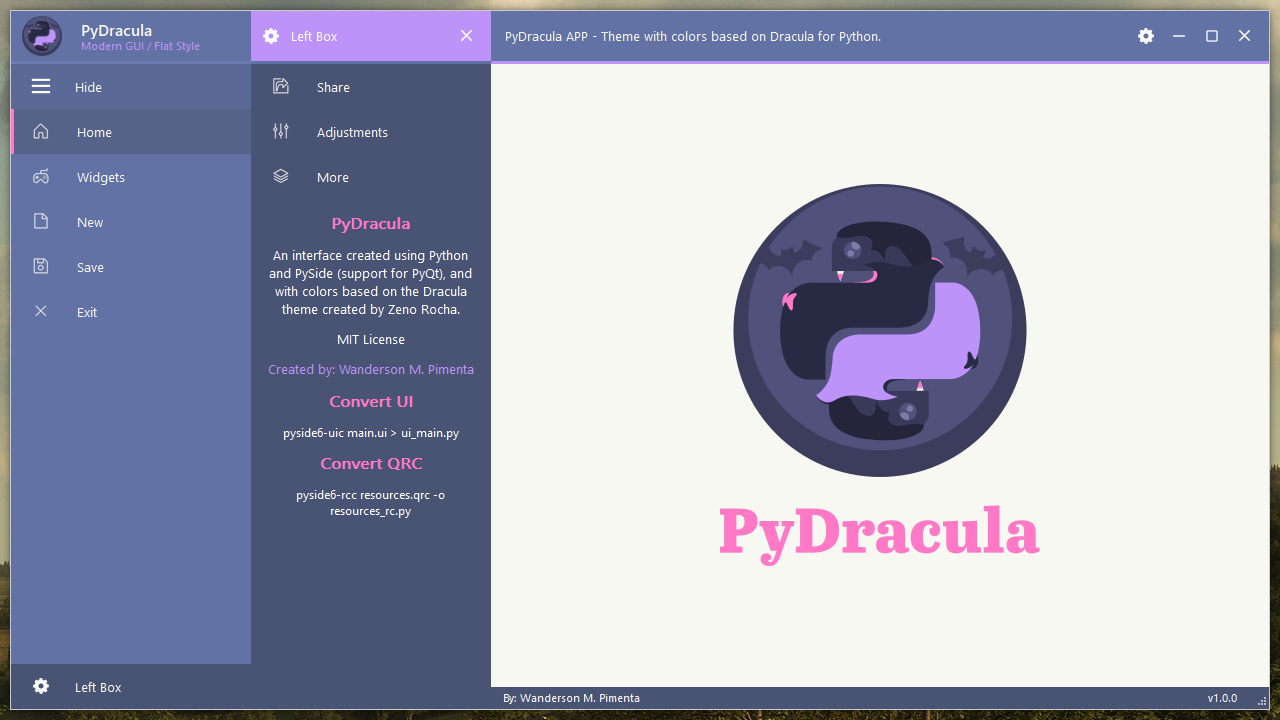 PyDracula
Modern GUI / Flat Style
Hide
Home
Widgets
New
Save
Exit
Left Box
Left Box
Share
Adjustments
More
PyDracula
An interface created using Python
and PySide (support for PyQt), and
with colors based on the Dracula
theme created by Zeno Rocha.
MIT License
Created by: Wanderson M. Pimenta
Convert UI
pyside6-uic main.ui > ui_main.py
Convert QRC
pyside6-rcc resources.qrc -o
resources_rc.py
PyDracula APP - Theme with colors based on Dracula for Python.
PyDracula
By: Wanderson M. Pimenta
v1.0.0